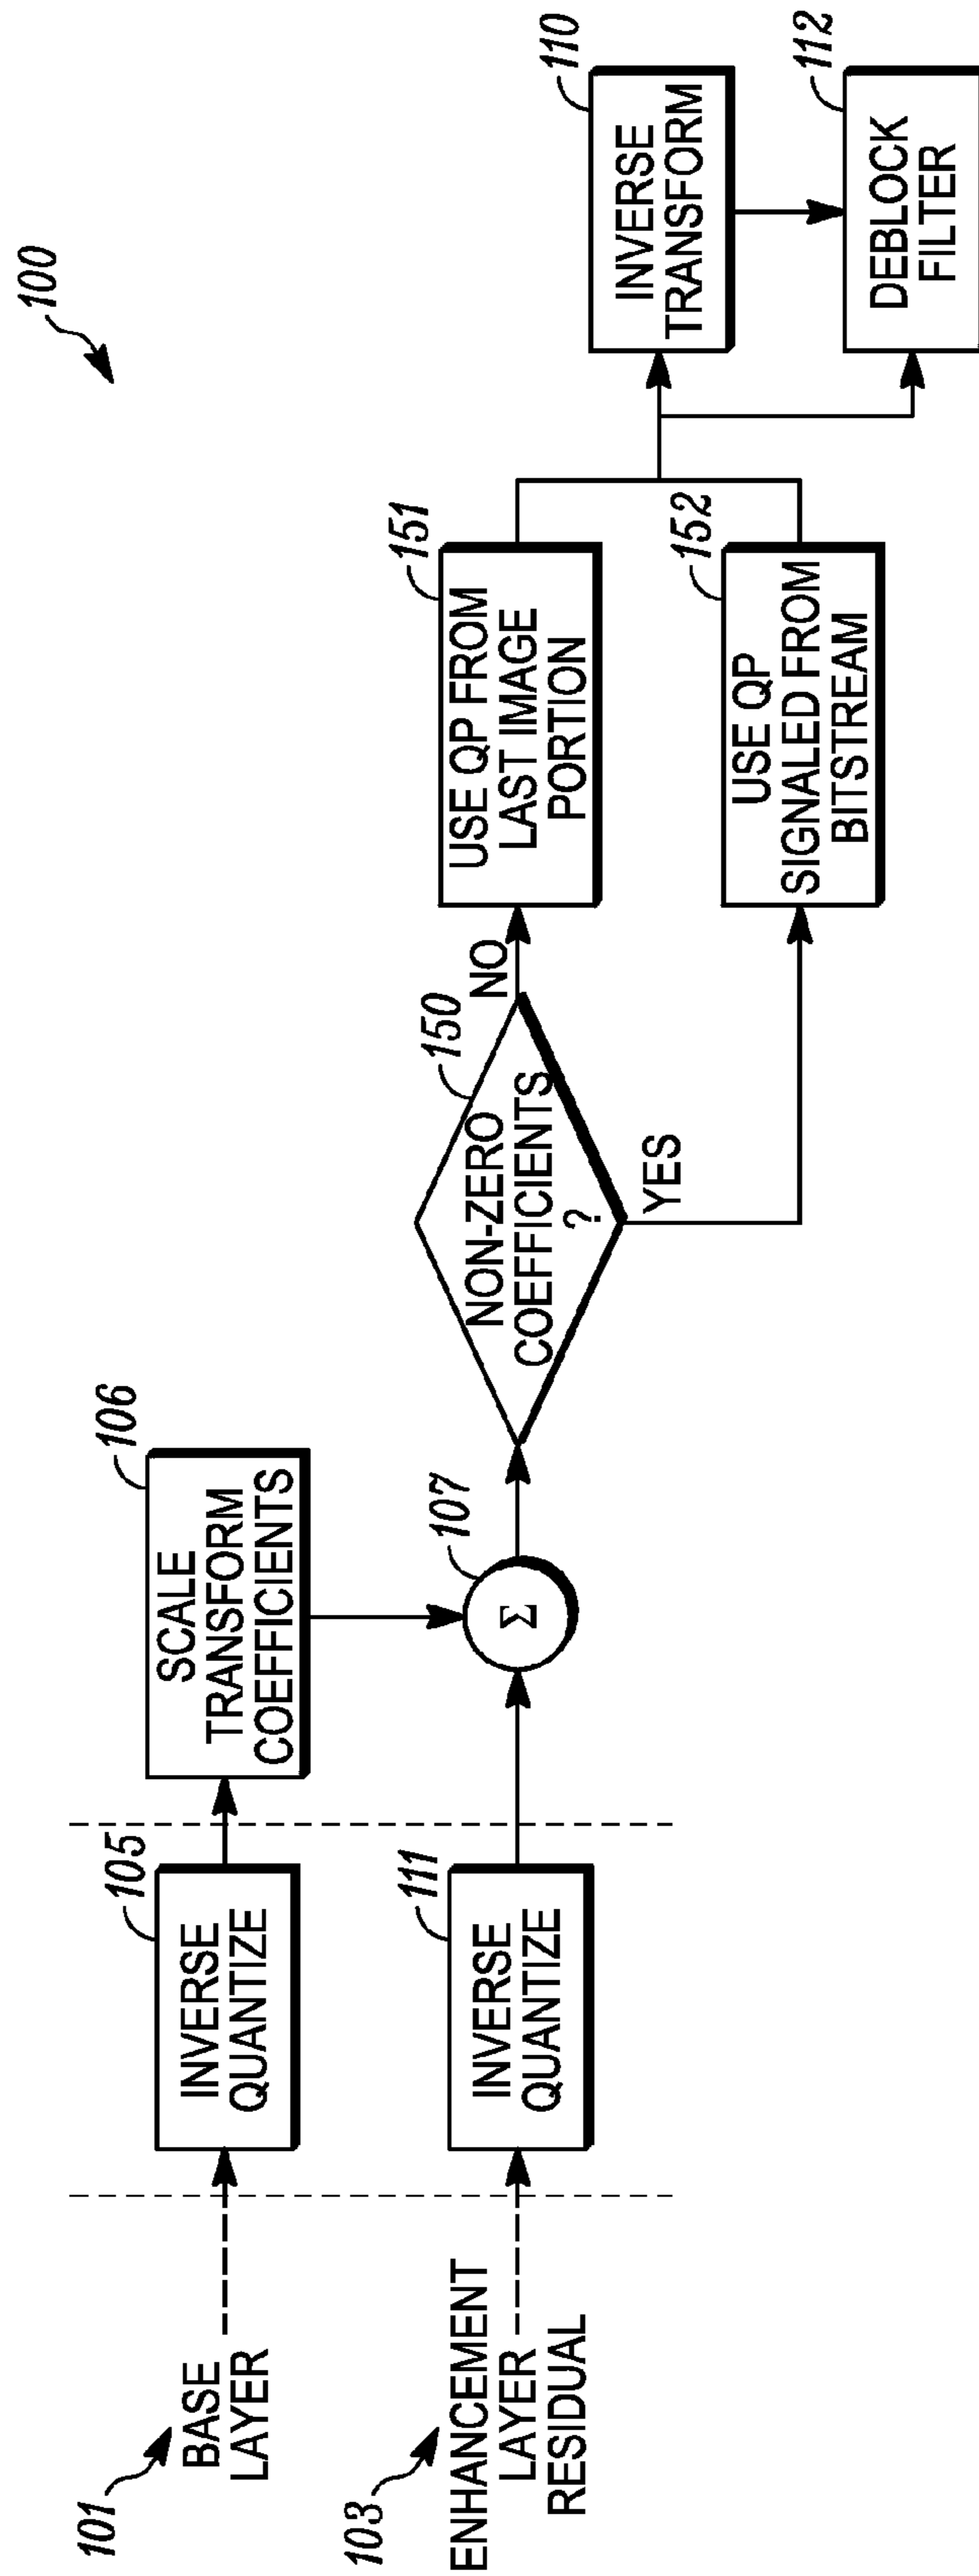 100
101
BASE
LAYER
105
INVERSE
QUANTIZE
106
SCALE
TRANSFORM
COEFFICIENTS
103
ENHANCEMENT
LAYER
RESIDUAL
111
INVERSE
QUANTIZE
107
Σ
150
NON-ZERO
COEFFICIENTS
?
NO
YES
151
USE QP FROM
LAST IMAGE
PORTION
152
USE QP
SIGNALED FROM
BITSTREAM
110
INVERSE
TRANSFORM
112
DEBLOCK
FILTER